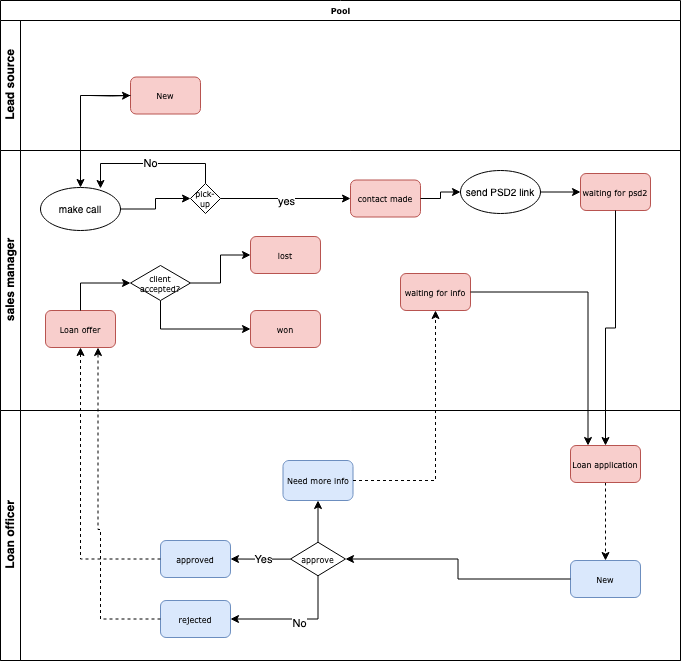 Pool
Lead source
New
sales manager
No
make call
pick-
up
yes
contact made
send PSD2 link
waiting for psd2
client
accepted?
lost
Loan offer
won
waiting for info
Loan officer
Loan application
Need more info
approved
Yes
approve
New
rejected
No